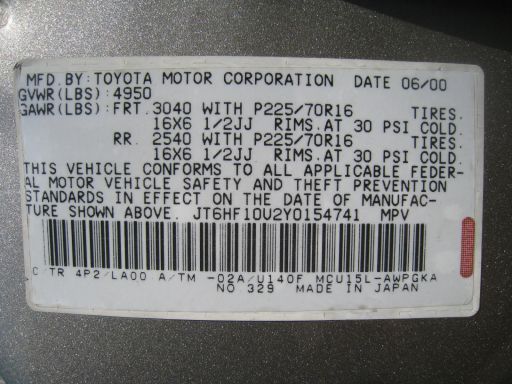 MFD. BY: TOYOTA MOTOR CORPORATION DATE 06/00
GVWR(LBS): 4950
GAWR(LBS): FRT. 3040 WITH P225/70R16 TIRES.
16X6 1/2JJ RIMS. AT 30 PSI COLD.
RR. 2540 WITH P225/70R16 TIRES.
16X6 1/2JJ RIMS. AT 30 PSI COLD.
THIS VEHICLE CONFORMS TO ALL APPLICABLE FEDER-
AL MOTOR VEHICLE SAFETY AND THEFT PREVENTION
STANDARDS IN EFFECT ON THE DATE OF MANUFAC-
TURE SHOWN ABOVE. JT6HF10U2Y0154741 MPV
C/TR 4P2/LA00 A/TM -02A/U140F MCU15L-AWPGKA
NO 329 MADE IN JAPAN